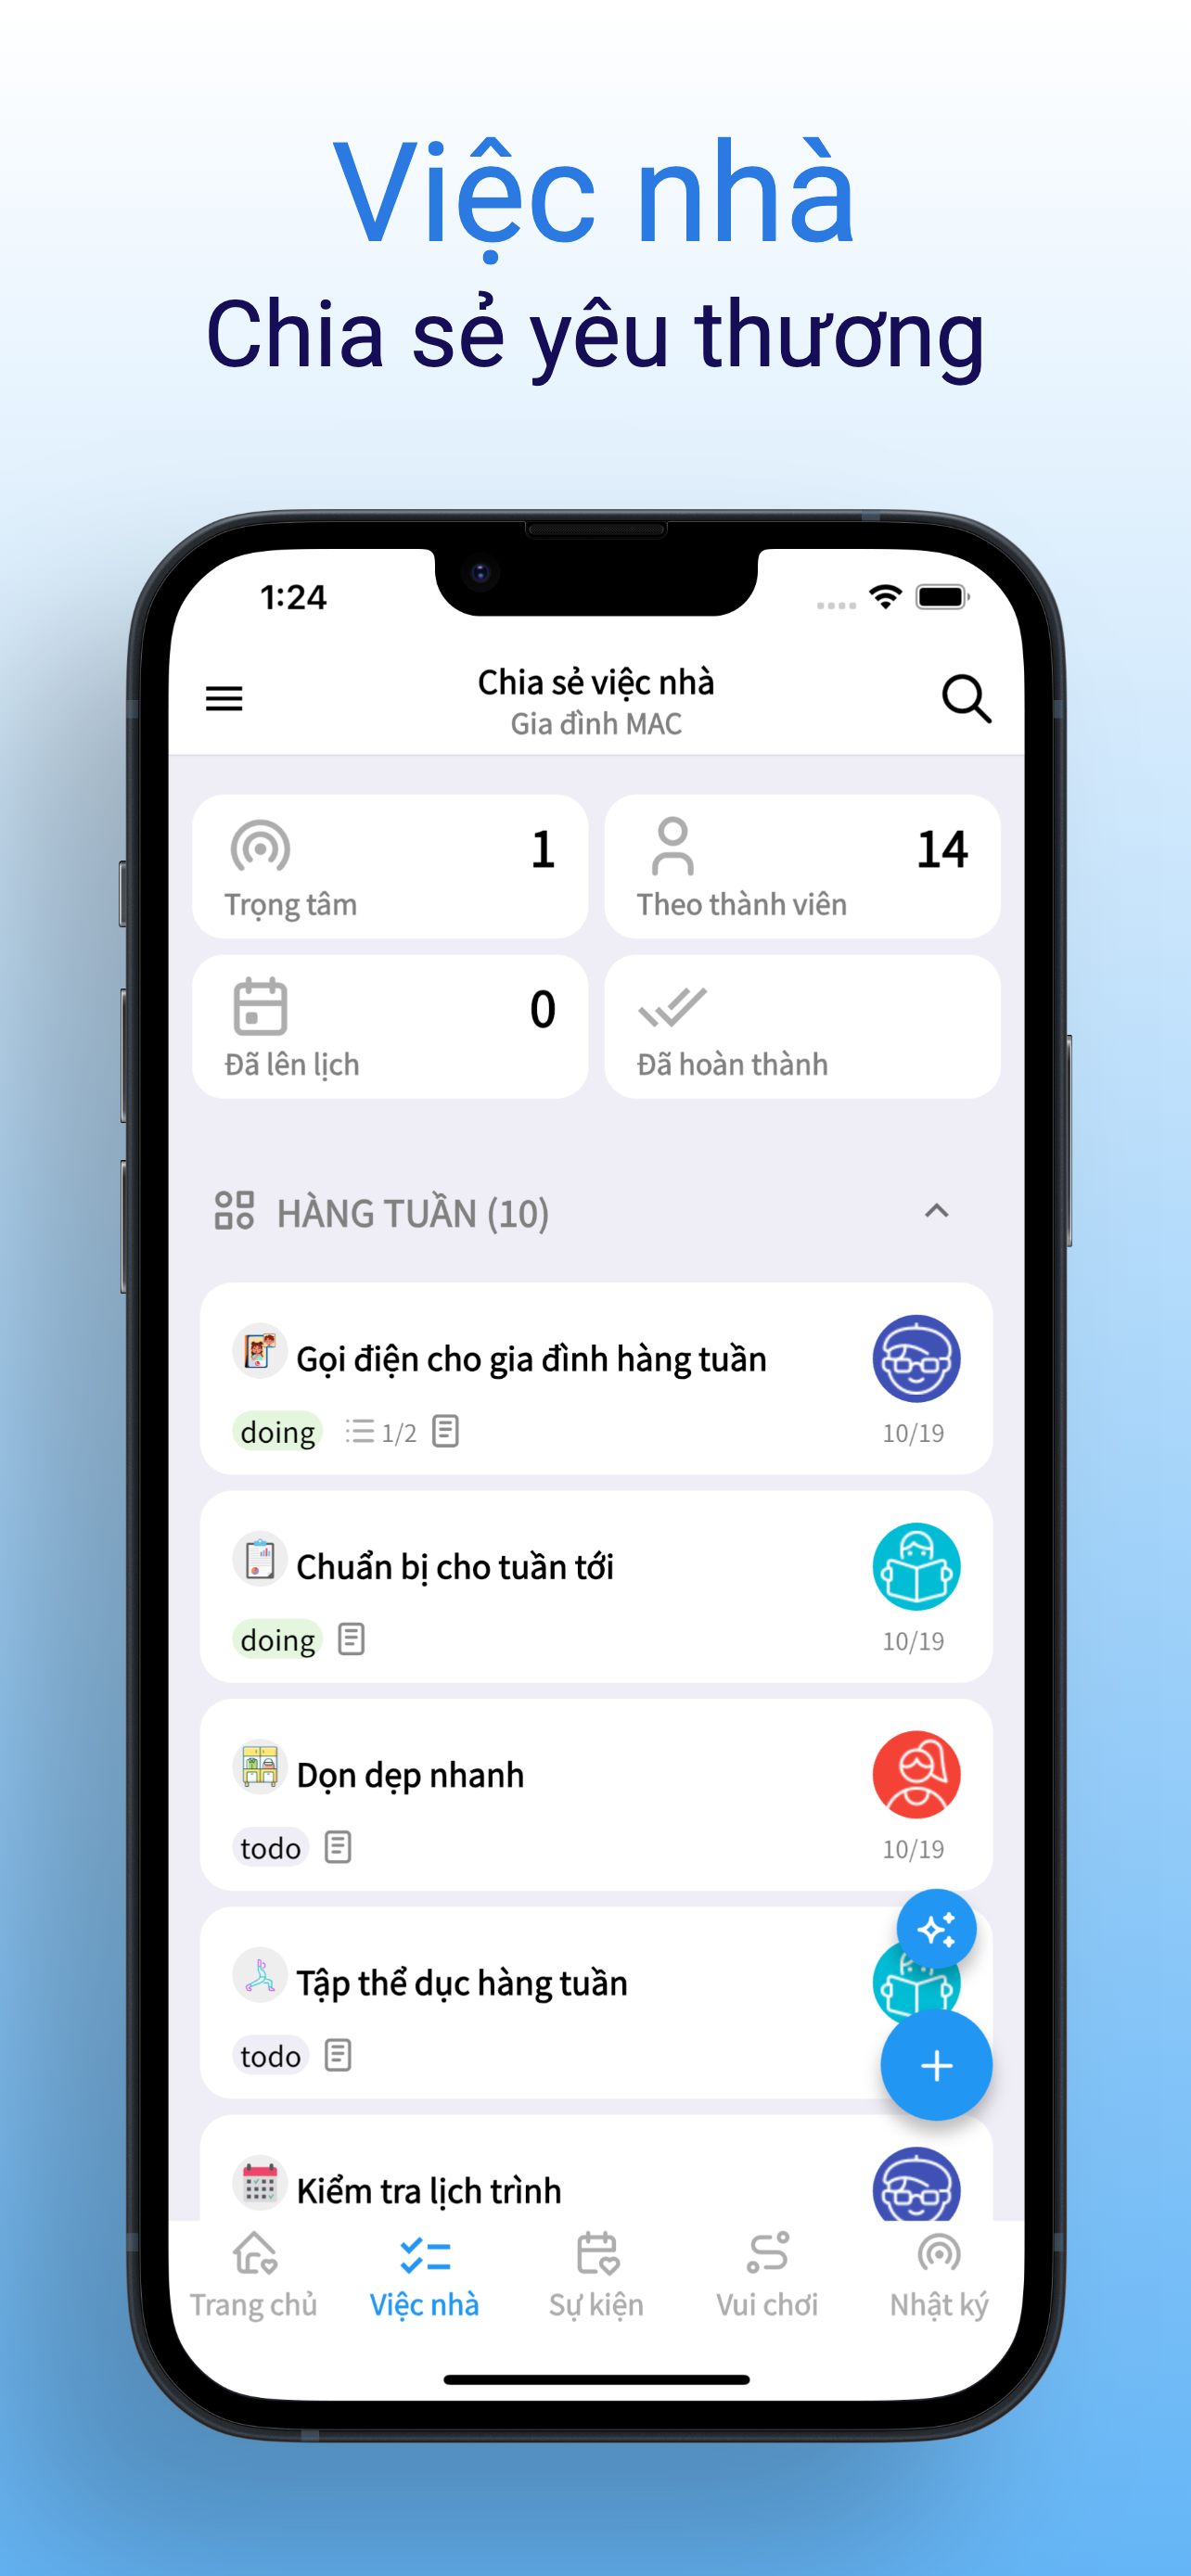 Việc nhà
Chia sẻ yêu thương
1:24
Chia sẻ việc nhà
Gia đình MAC
1
Trọng tâm
14
Theo thành viên
0
Đã lên lịch
Đã hoàn thành
HÀNG TUẦN (10)
Gọi điện cho gia đình hàng tuần
doing 1/2 10/19
Chuẩn bị cho tuần tới
doing 10/19
Dọn dẹp nhanh
todo 10/19
Tập thể dục hàng tuần
todo
Kiểm tra lịch trình
Trang chủ Việc nhà Sự kiện Vui chơi Nhật ký